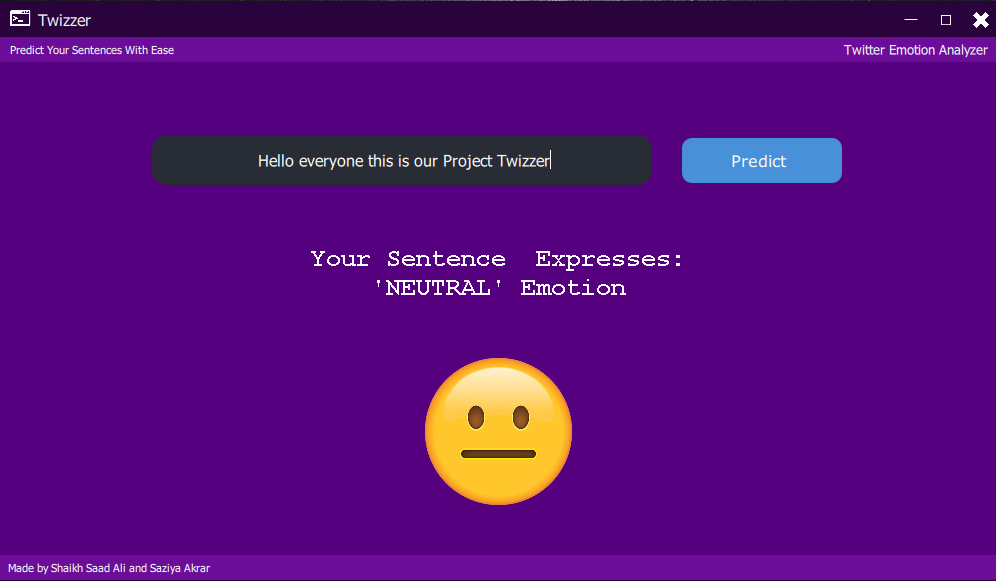 Twizzer
Predict Your Sentences With Ease
Twitter Emotion Analyzer
Hello everyone this is our Project Twizzer
Predict
Your Sentence  Expresses:
'NEUTRAL' Emotion
Made by Shaikh Saad Ali and Saziya Akrar